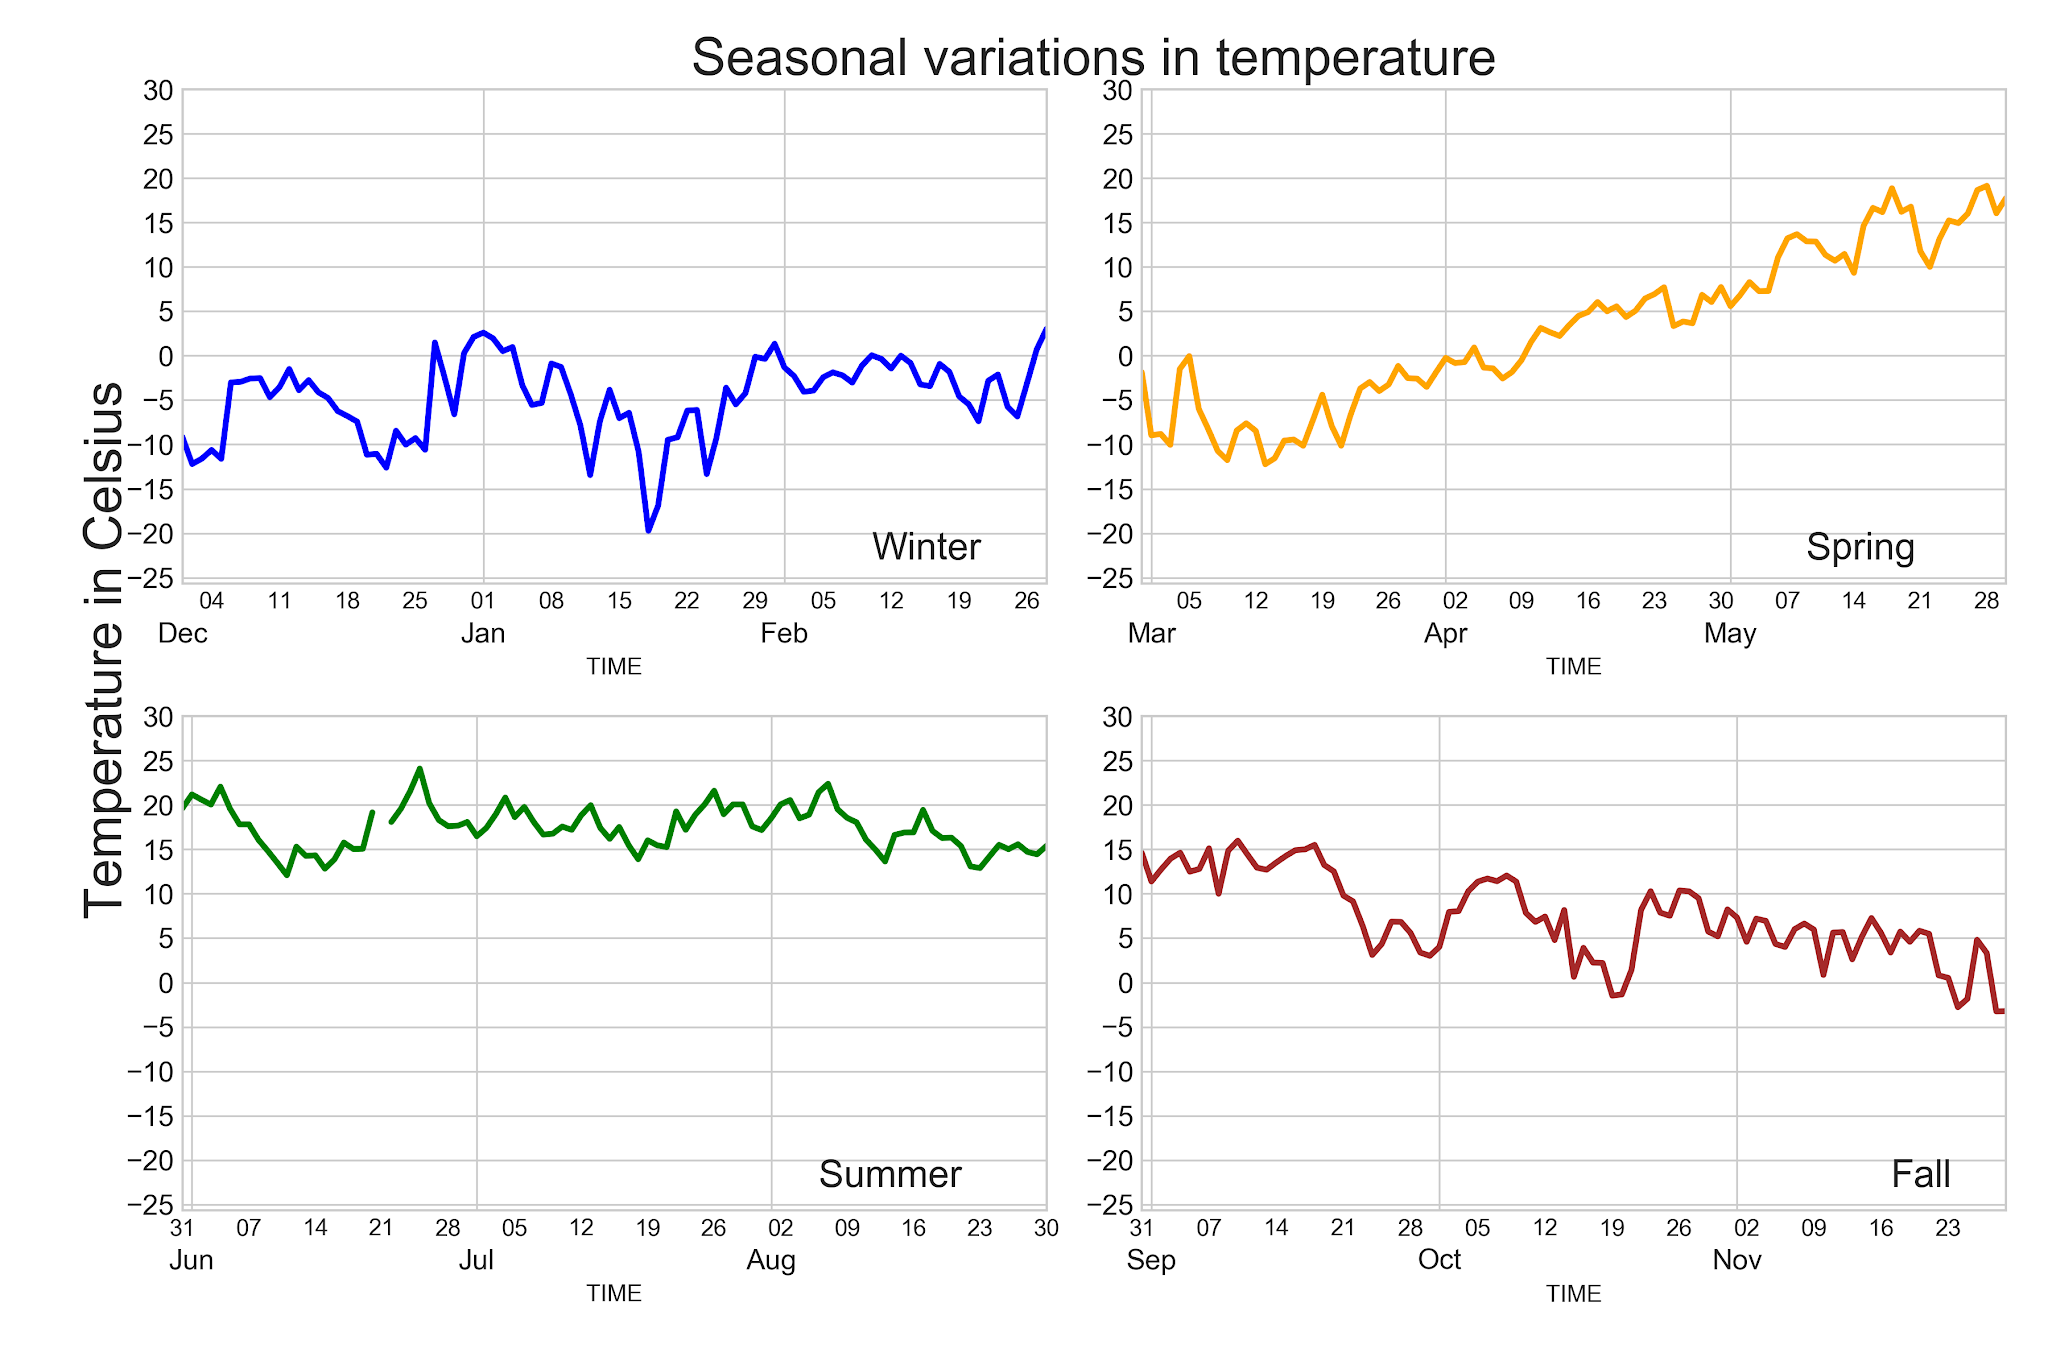 Seasonal variations in temperature
Temperature in Celsius
30
25
20
15
10
5
0
−5
−10
−15
−20
−25
Winter
04 11 18 25 01 08 15 22 29 05 12 19 26
Dec Jan Feb
TIME
30
25
20
15
10
5
0
−5
−10
−15
−20
−25
Spring
05 12 19 26 02 09 16 23 30 07 14 21 28
Mar Apr May
TIME
30
25
20
15
10
5
0
−5
−10
−15
−20
−25
Summer
31 07 14 21 28 05 12 19 26 02 09 16 23 30
Jun Jul Aug
TIME
30
25
20
15
10
5
0
−5
−10
−15
−20
−25
Fall
31 07 14 21 28 05 12 19 26 02 09 16 23
Sep Oct Nov
TIME